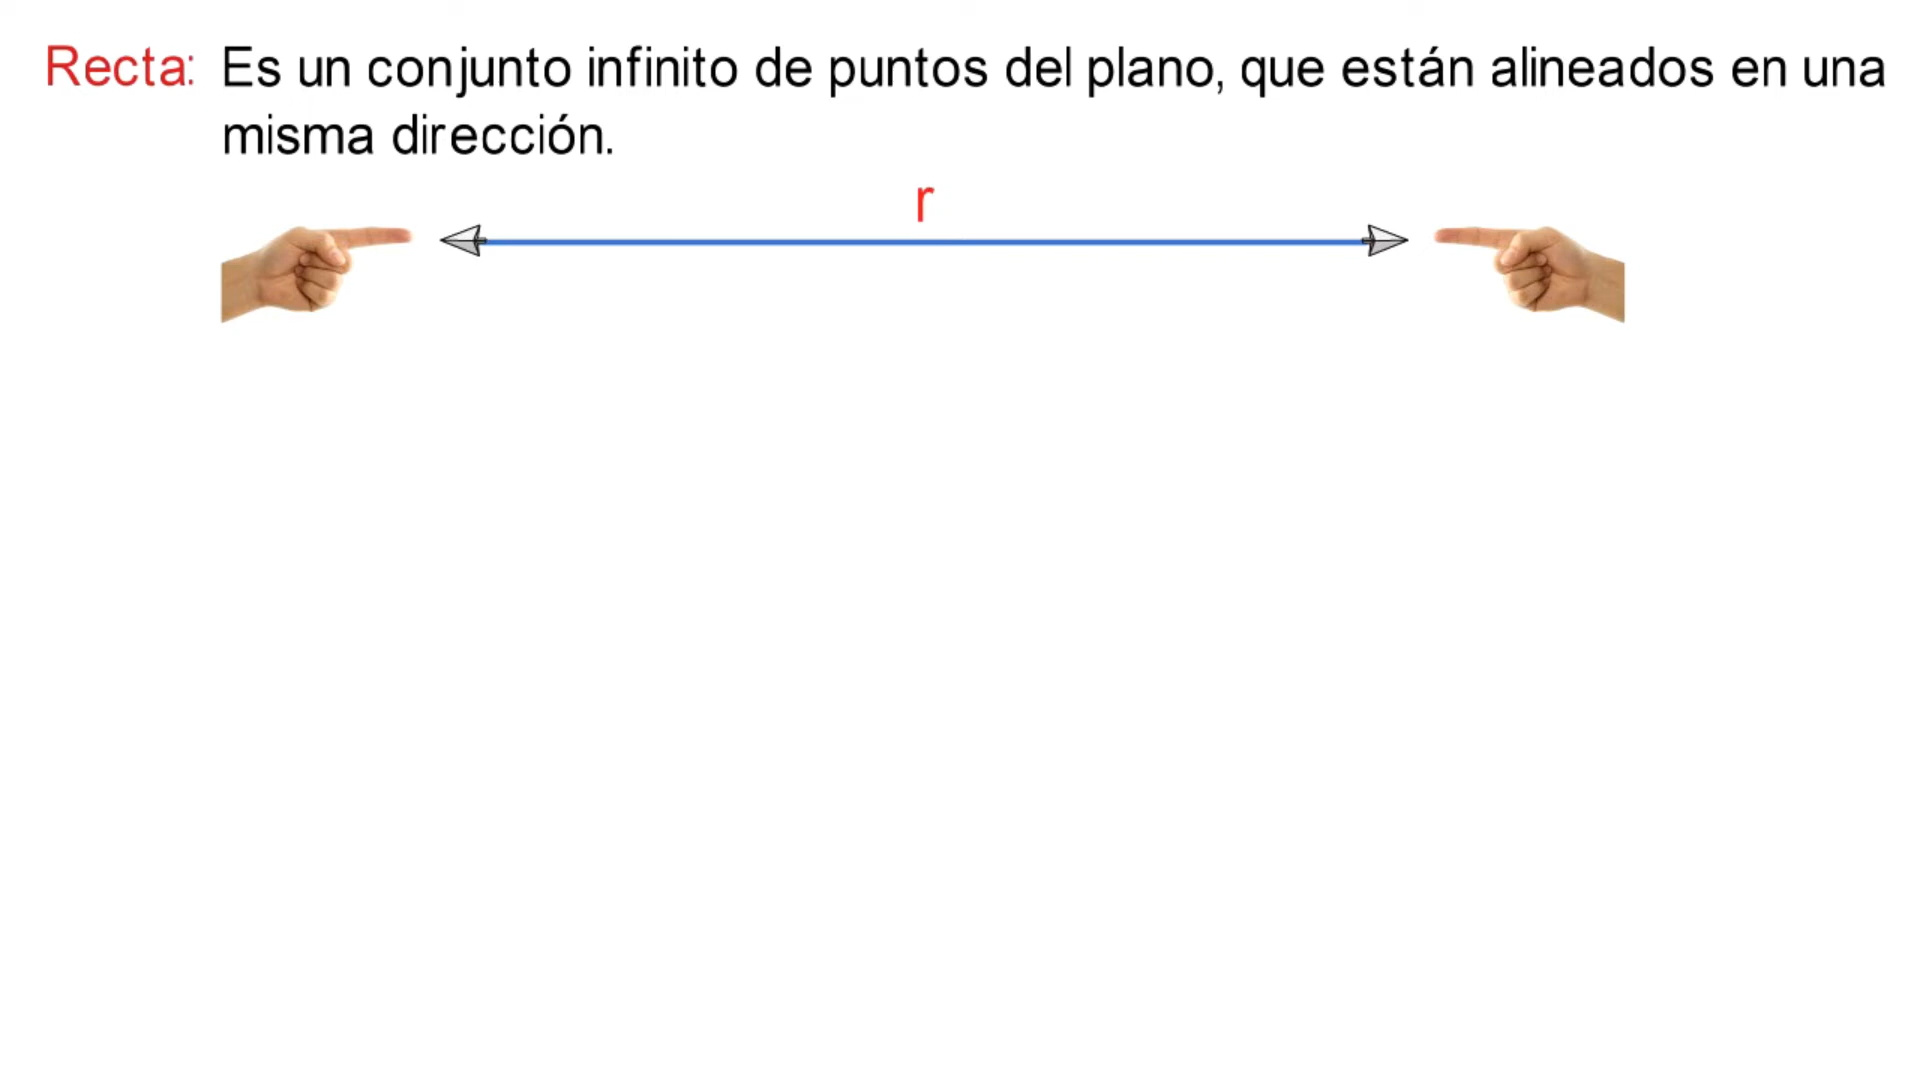 Recta: Es un conjunto infinito de puntos del plano, que están alineados en una
misma dirección.
r